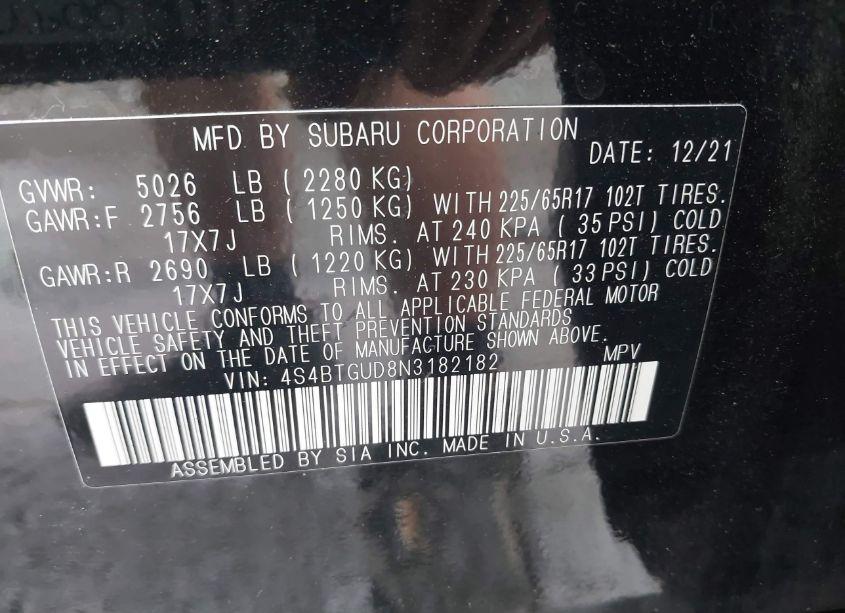 MFD BY SUBARU CORPORATION DATE: 12/21
GVWR: 5026 LB ( 2280 KG)
GAWR:F 2756 LB ( 1250 KG) WITH 225/65R17 102T TIRES.
17X7J RIMS. AT 240 KPA ( 35 PSI) COLD
GAWR:R 2690 LB ( 1220 KG) WITH 225/65R17 102T TIRES.
17X7J RIMS. AT 230 KPA ( 33 PSI) COLD
THIS VEHICLE CONFORMS TO ALL APPLICABLE FEDERAL MOTOR
VEHICLE SAFETY AND THEFT PREVENTION STANDARDS
IN EFFECT ON THE DATE OF MANUFACTURE SHOWN ABOVE.
VIN: 4S4BTGUD8N3182182 MPV
ASSEMBLED BY SIA INC. MADE IN U.S.A.